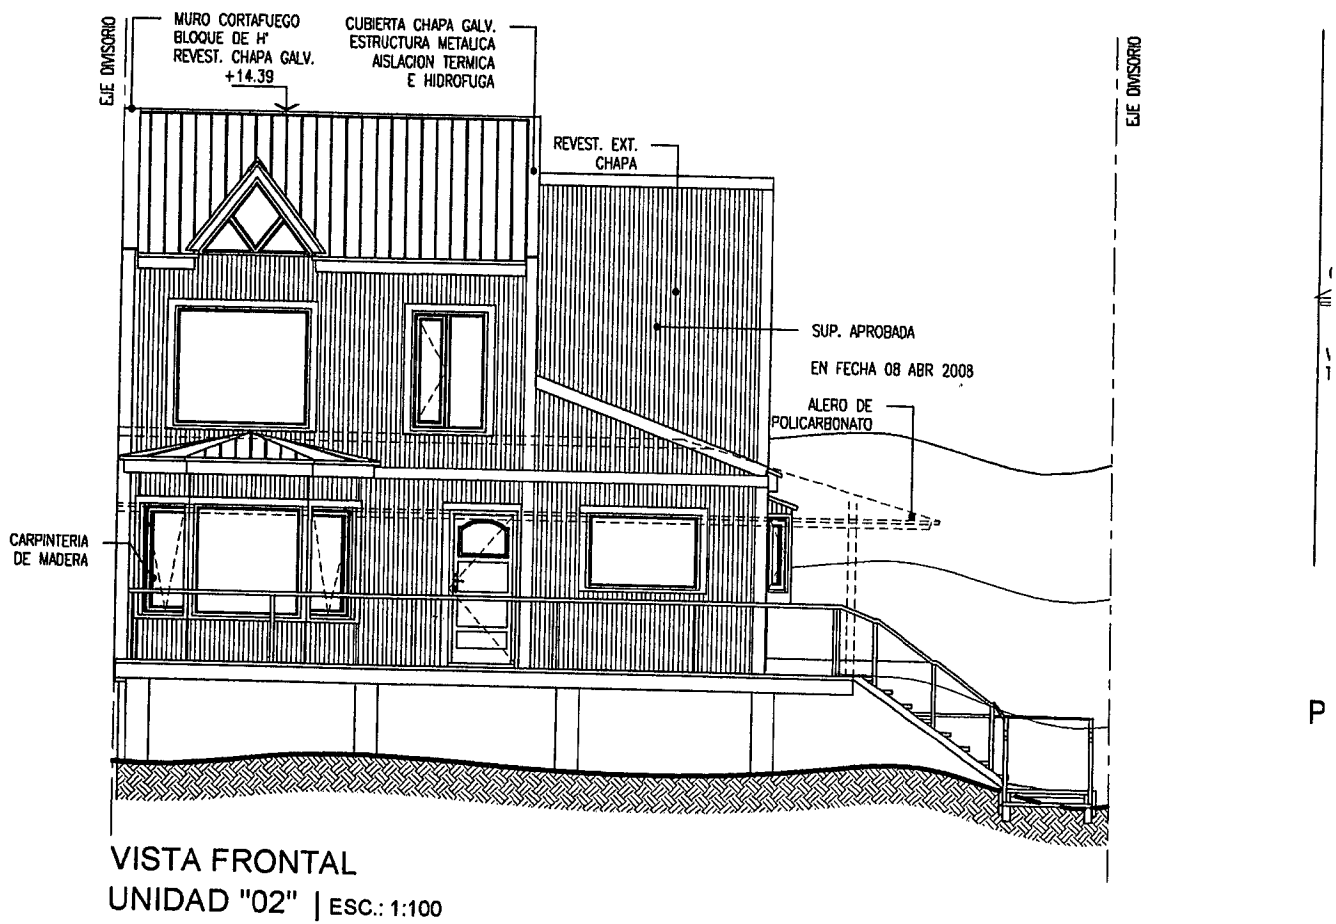 EJE DIVISORIO
MURO CORTAFUEGO
BLOQUE DE Hº
REVEST. CHAPA GALV.
+14.39
CUBIERTA CHAPA GALV.
ESTRUCTURA METALICA
AISLACION TERMICA
E HIDROFUGA
EJE DIVISORIO
REVEST. EXT.
CHAPA
SUP. APROBADA
EN FECHA 08 ABR 2008
ALERO DE
POLICARBONATO
CARPINTERIA
DE MADERA
P
VISTA FRONTAL
UNIDAD "02" | ESC.: 1:100